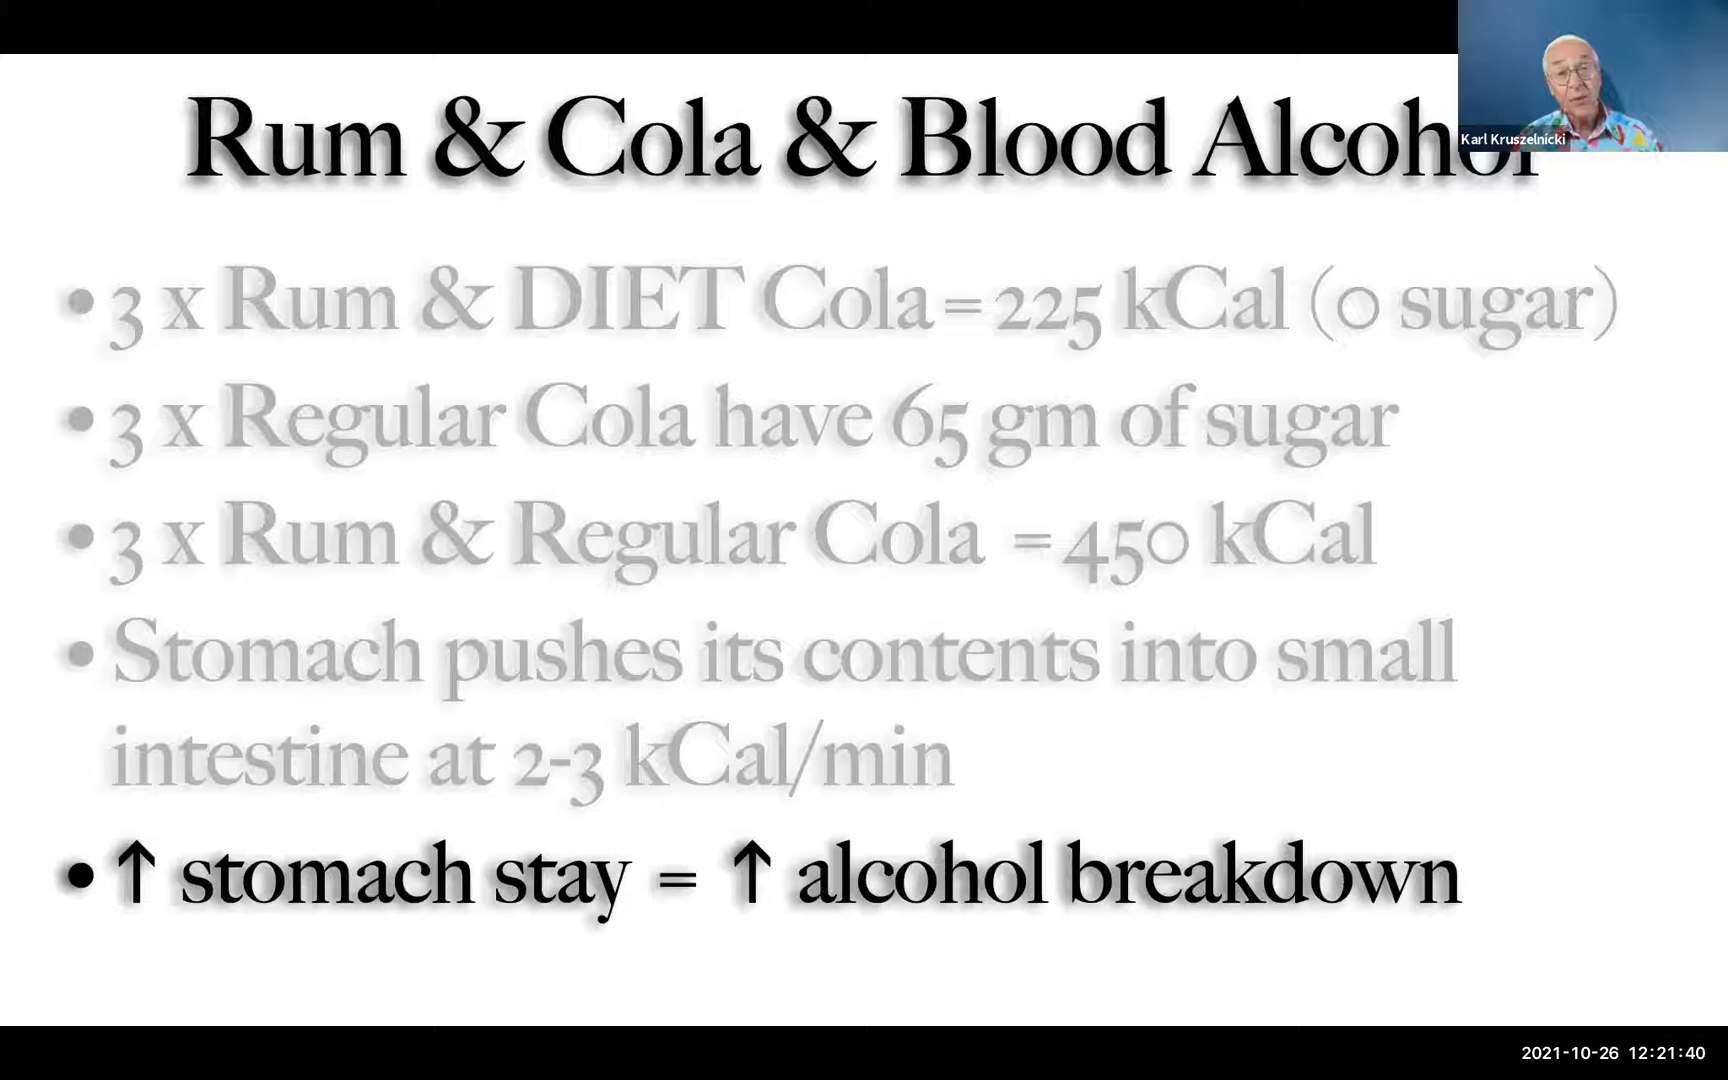 Rum & Cola & Blood Alcohol
Karl Kruszelnicki
• 3 x Rum & DIET Cola = 225 kCal (0 sugar)
• 3 x Regular Cola have 65 gm of sugar
• 3 x Rum & Regular Cola = 450 kCal
• Stomach pushes its contents into small
intestine at 2-3 kCal/min
• ↑ stomach stay = ↑ alcohol breakdown
2021-10-26 12:21:40